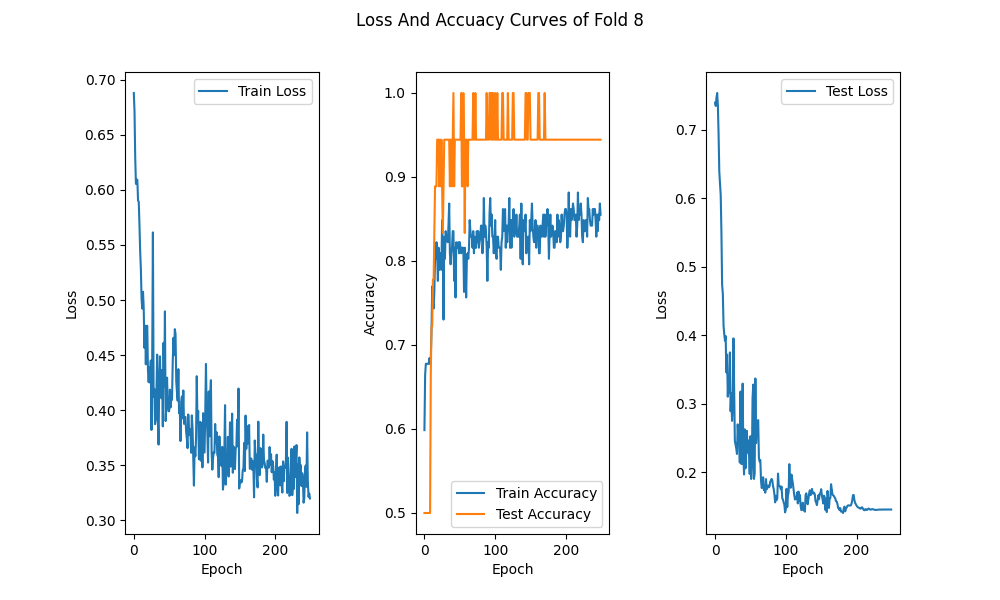 Loss And Accuacy Curves of Fold 8
0.70
0.65
0.60
0.55
0.50
0.45
0.40
0.35
0.30
Loss
0
100
200
Epoch
Train Loss
1.0
0.9
0.8
0.7
0.6
0.5
Accuracy
0
100
200
Epoch
Train Accuracy
Test Accuracy
0.7
0.6
0.5
0.4
0.3
0.2
Loss
0
100
200
Epoch
Test Loss